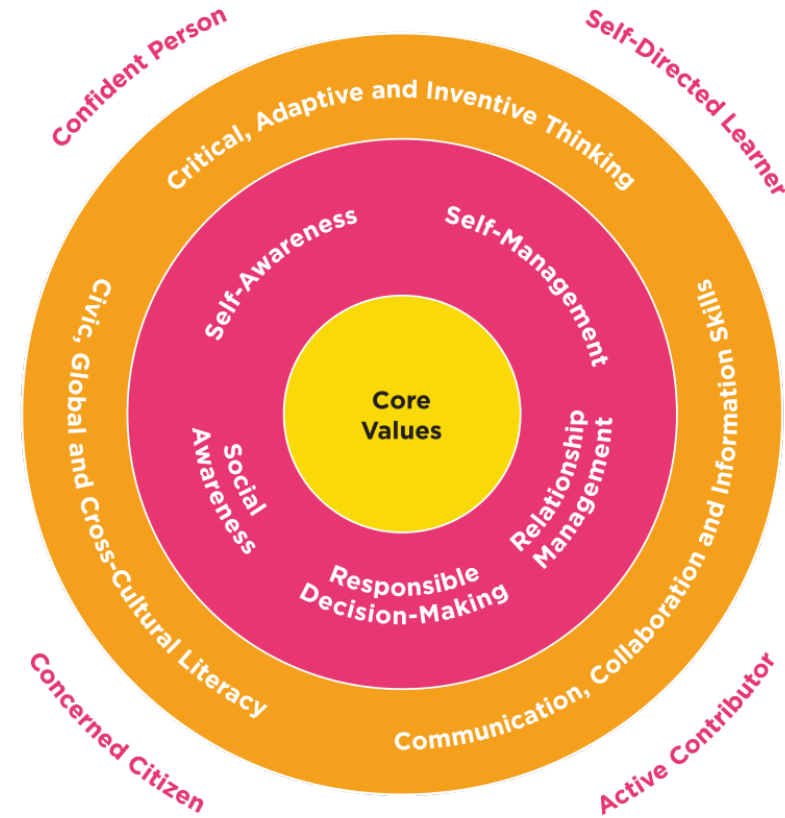 Confident Person
Self-Directed Learner
Critical, Adaptive and Inventive Thinking
Self-Awareness
Self-Management
Civic, Global and Cross-Cultural Literacy
Communication, Collaboration and Information Skills
Core
Values
Social
Awareness
Relationship
Management
Responsible
Decision-Making
Concerned Citizen
Active Contributor